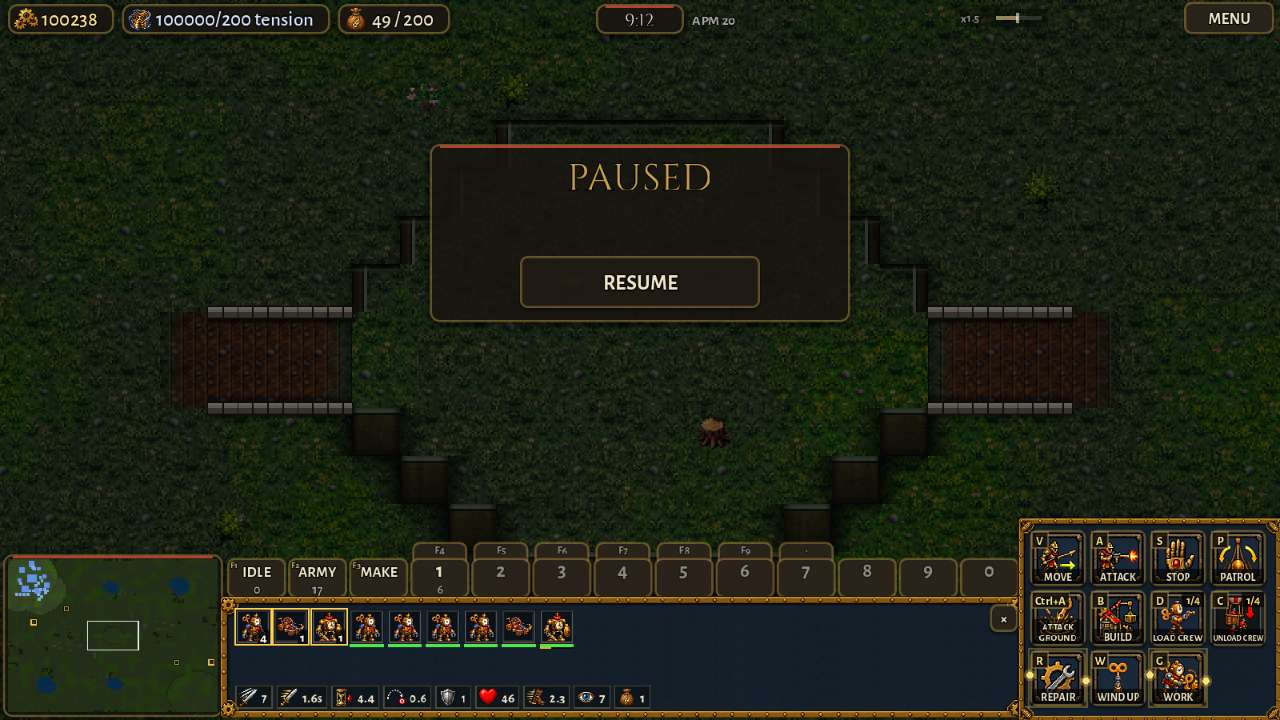 100238
100000/200 tension
49/200
9:12
APM 20
x1.5
MENU
PAUSED
RESUME
F4
F5
F6
F7
F8
F9
F1 IDLE
0
F2 ARMY
17
F3 MAKE
1
6
2
3
4
5
6
7
8
9
0
4
1
1
×
7
1.6s
4.4
0.6
1
46
2.3
7
1
V
MOVE
A
ATTACK
S
STOP
P
PATROL
Ctrl+A
ATTACK
GROUND
B
BUILD
D 1/4
LOAD CREW
C 1/4
UNLOAD CREW
R
REPAIR
W
WIND UP
G
WORK